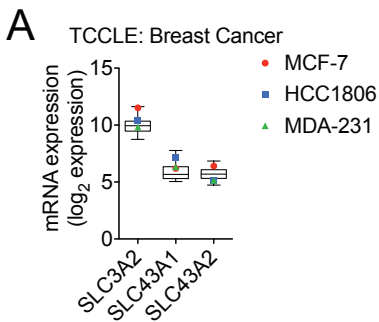 A
TCCLE: Breast Cancer
mRNA expression
(log₂ expression)
15
10
5
0
SLC3A2
SLC43A1
SLC43A2
MCF-7
HCC1806
MDA-231